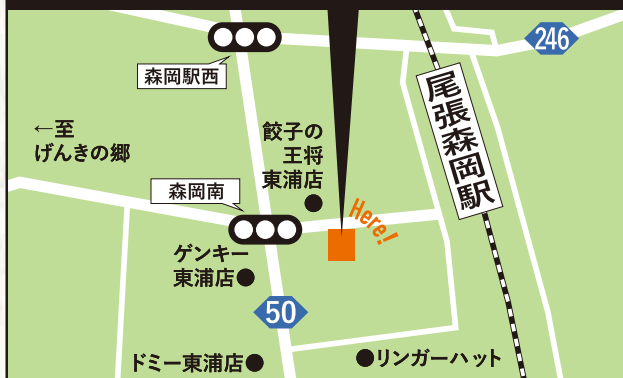 246
森岡駅西
尾張森岡駅
←至
げんきの郷
餃子の
王将
東浦店
森岡南
Here!
ゲンキー
東浦店●
50
ドミー東浦店●
●リンガーハット